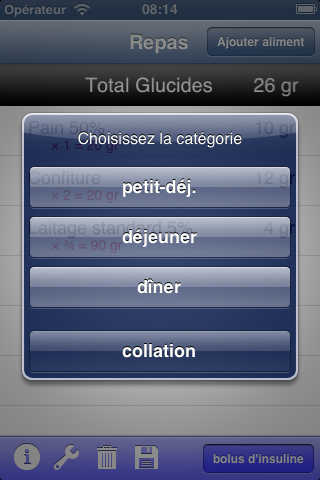 Opérateur 08:14
Repas Ajouter aliment
Total Glucides 26 gr
Pain 50% 10 gr
× 1 = 20 gr
Choisissez la catégorie
Confiture 12 gr
× 2 = 20 gr
petit-déj.
Laitage standard 5% 4 gr
× ¾ = 90 gr
déjeuner
dîner
collation
bolus d'insuline